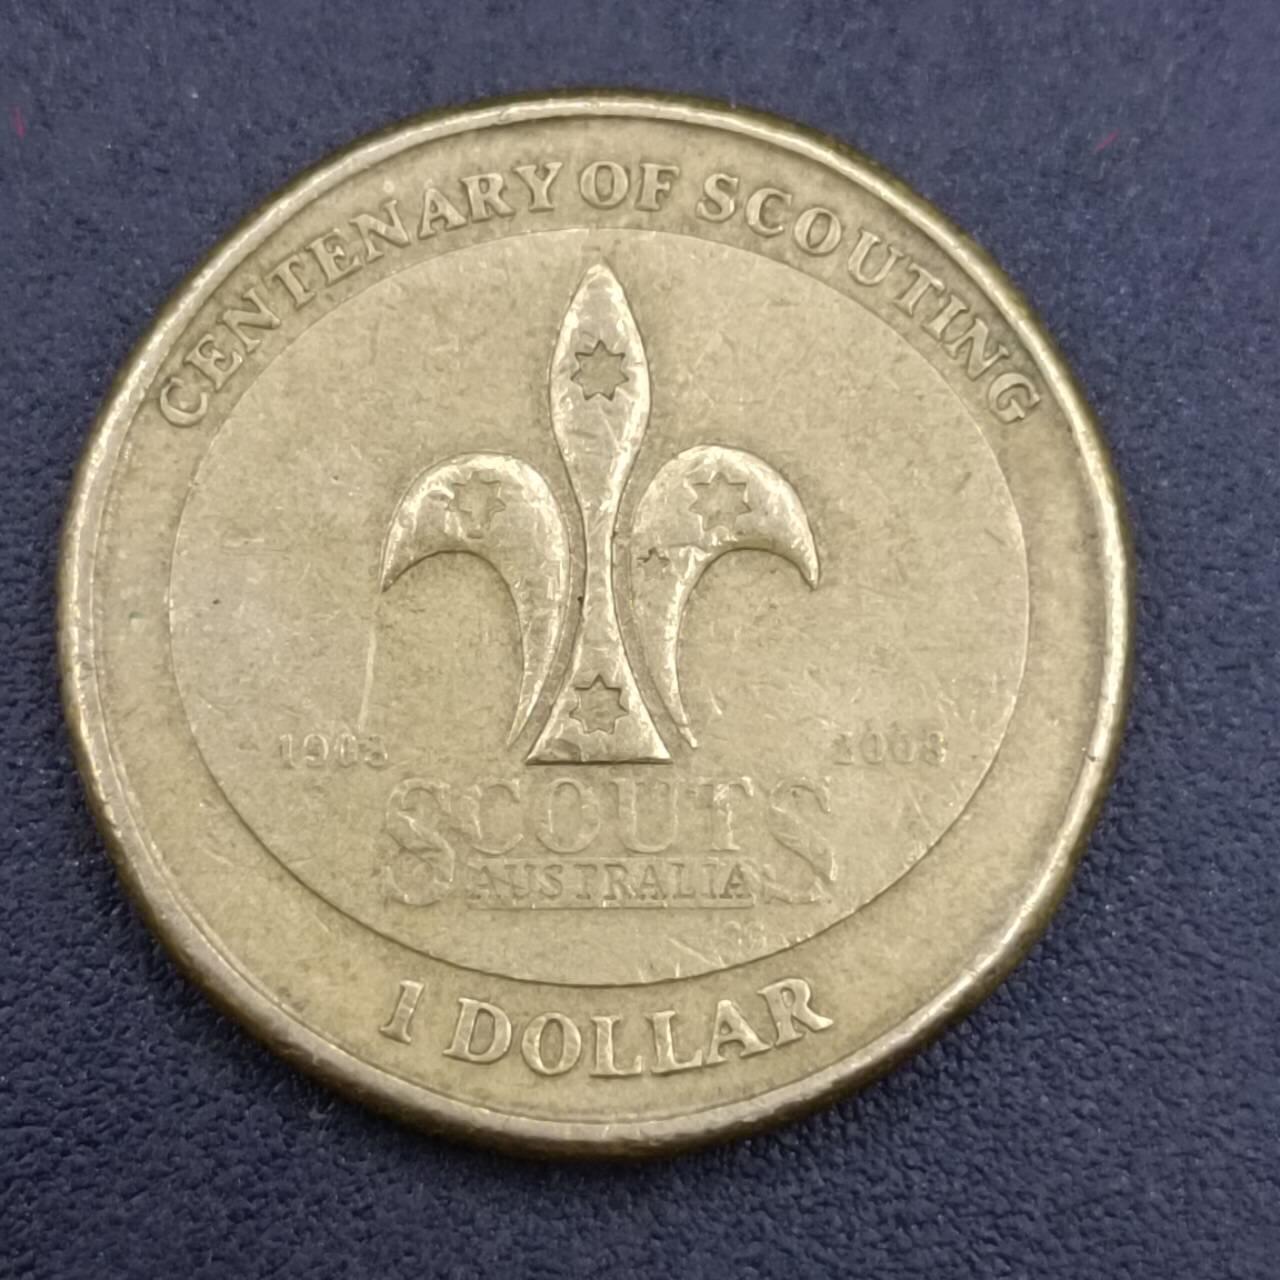 CENTENARY OF SCOUTING
1908
2008
SCOUTS
AUSTRALIA
1 DOLLAR